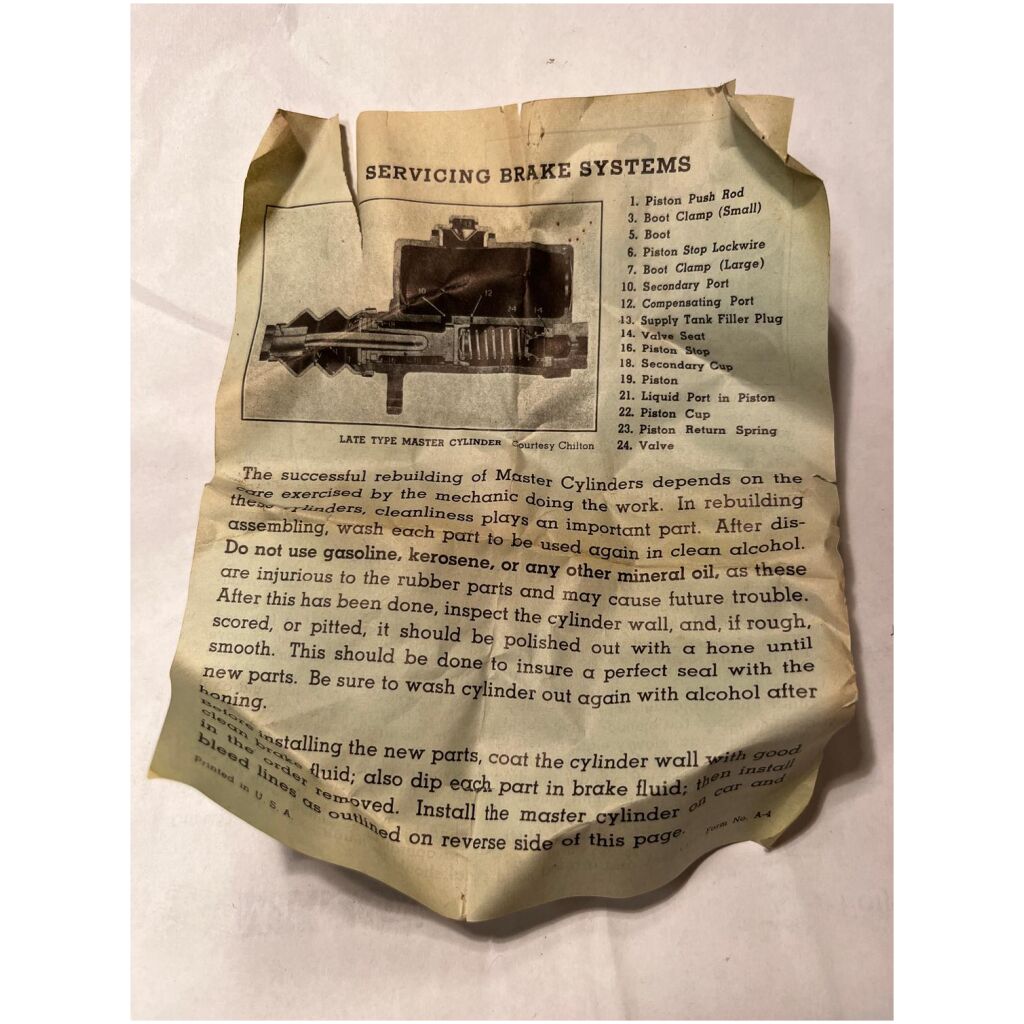 SERVICING BRAKE SYSTEMS
1. Piston Push Rod
3. Boot Clamp (Small)
5. Boot
6. Piston Stop Lockwire
7. Boot Clamp (Large)
10. Secondary Port
12. Compensating Port
13. Supply Tank Filler Plug
14. Valve Seat
16. Piston Stop
18. Secondary Cup
19. Piston
21. Liquid Port in Piston
22. Piston Cup
23. Piston Return Spring
24. Valve
10 12
LATE TYPE MASTER CYLINDER Courtesy Chilton
The successful rebuilding of Master Cylinders depends on the
care exercised by the mechanic doing the work. In rebuilding
these cylinders, cleanliness plays an important part. After dis-
assembling, wash each part to be used again in clean alcohol.
Do not use gasoline, kerosene, or any other mineral oil, as these
are injurious to the rubber parts and may cause future trouble.
After this has been done, inspect the cylinder wall, and, if rough,
scored, or pitted, it should be polished out with a hone until
smooth. This should be done to insure a perfect seal with the
new parts. Be sure to wash cylinder out again with alcohol after
honing.
Before installing the new parts, coat the cylinder wall with good
clean brake fluid; also dip each part in brake fluid; then install
in the order removed. Install the master cylinder on car and
bleed lines as outlined on reverse side of this page.
Printed in U. S. A. Form No. A-4